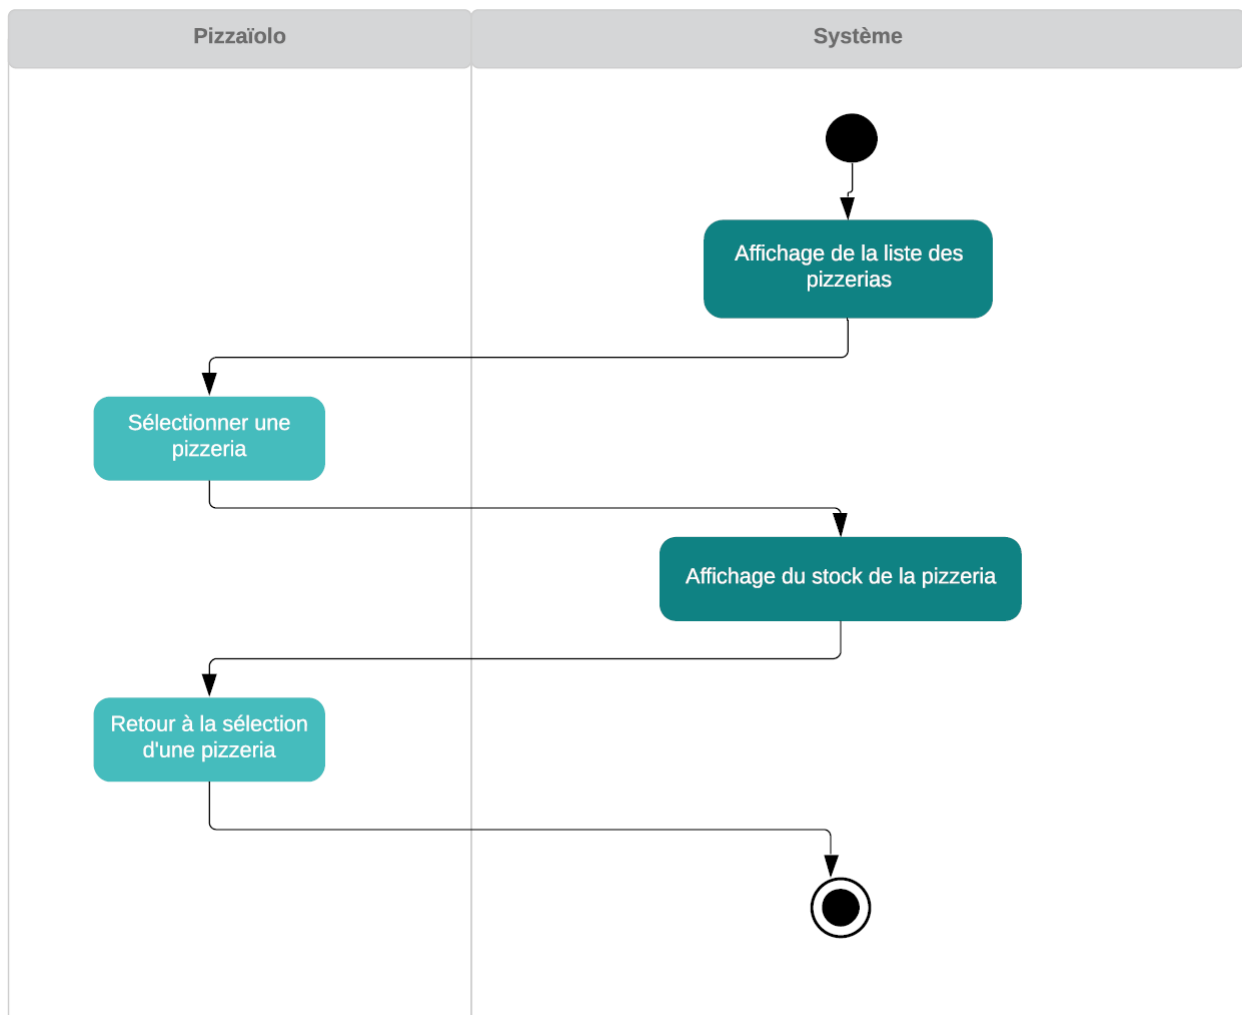 Pizzaïolo
Système
Affichage de la liste des
pizzerias
Sélectionner une
pizzeria
Affichage du stock de la pizzeria
Retour à la sélection
d'une pizzeria